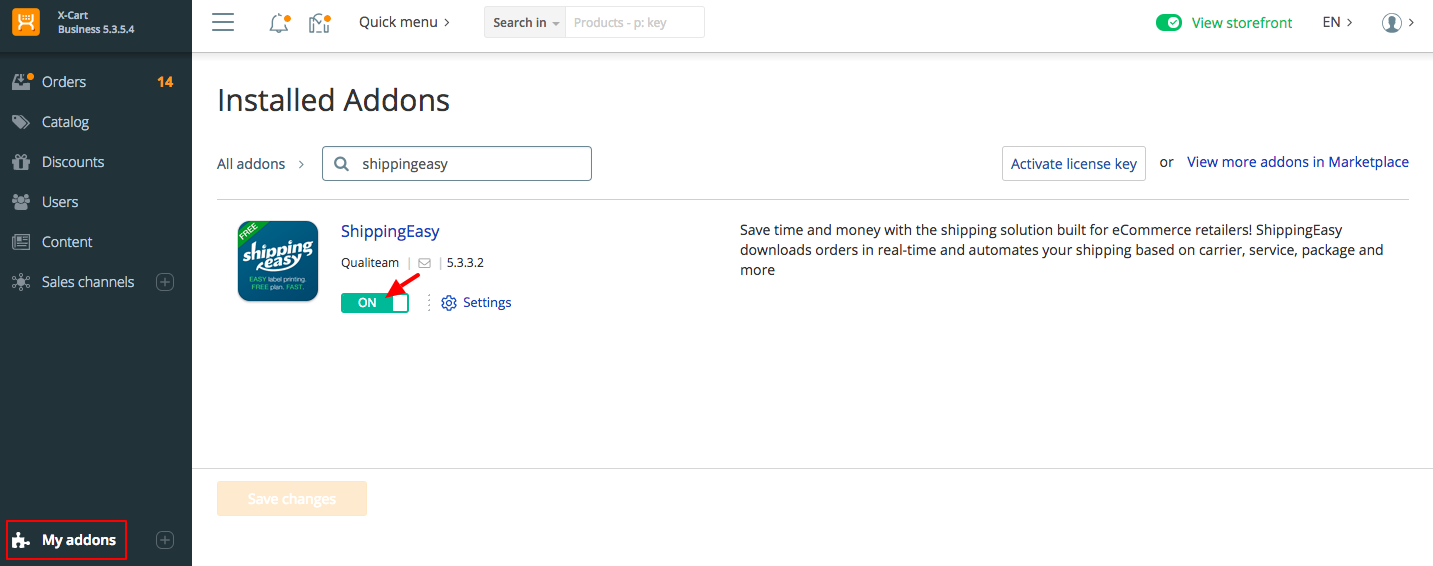 X-Cart
Business 5.3.5.4
Quick menu
Search in
Products - p: key
View storefront
EN
Orders 14
Catalog
Discounts
Users
Content
Sales channels
My addons
Installed Addons
All addons
shippingeasy
Activate license key or View more addons in Marketplace
FREE
shipping
easy
EASY label printing.
FREE plan. FAST.
ShippingEasy
Qualiteam | | 5.3.3.2
ON
Settings
Save time and money with the shipping solution built for eCommerce retailers! ShippingEasy
downloads orders in real-time and automates your shipping based on carrier, service, package and
more
Save changes